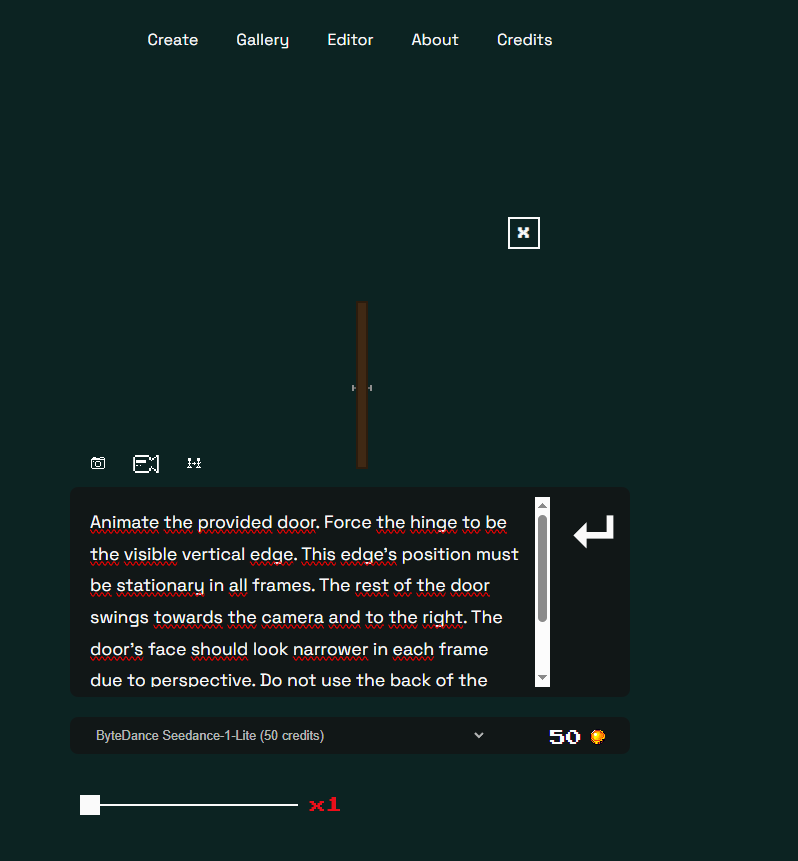 Create Gallery Editor About Credits
x
Animate the provided door. Force the hinge to be
the visible vertical edge. This edge's position must
be stationary in all frames. The rest of the door
swings towards the camera and to the right. The
door's face should look narrower in each frame
due to perspective. Do not use the back of the
ByteDance Seedance-1-Lite (50 credits)
50
x1